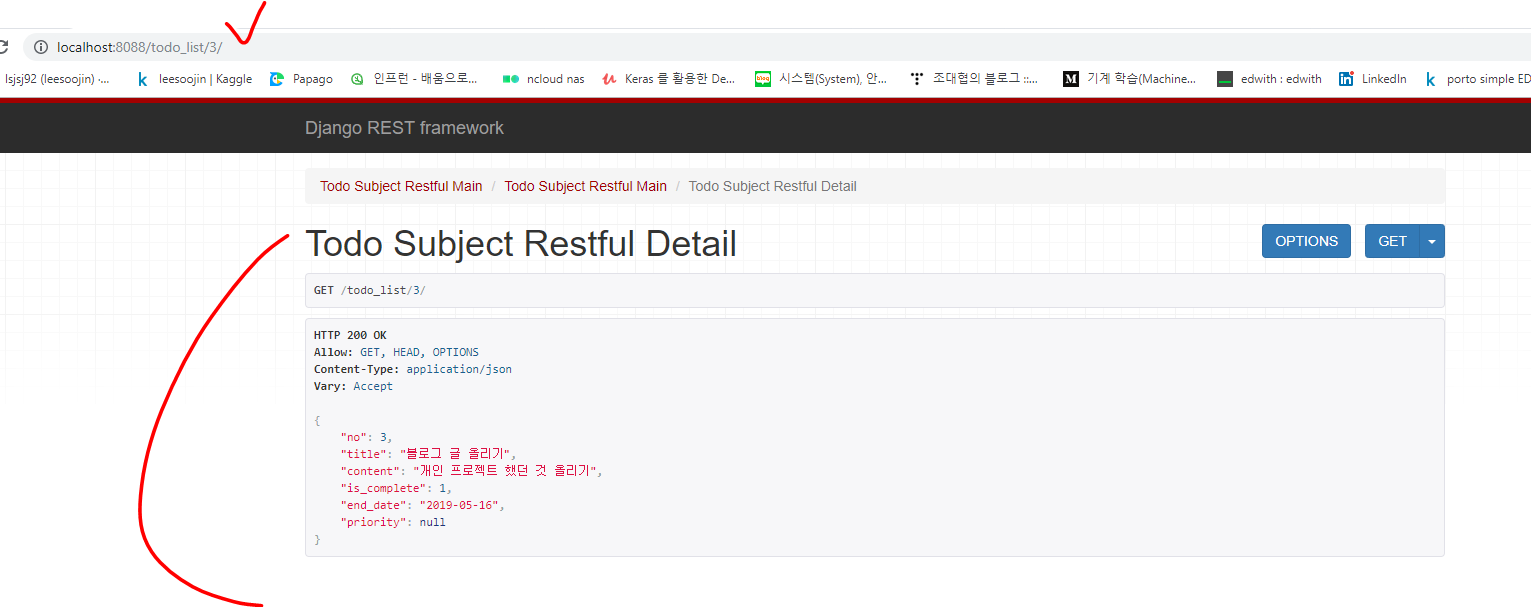 localhost:8088/todo_list/3/
lsjsj92 (leesoojin) -... leesoojin | Kaggle Papago 인프런 - 배움으로... ncloud nas Keras 를 활용한 De... blog 시스템(System), 안... 조대협의 블로그 ::... M 기계 학습(Machine... edwith : edwith LinkedIn porto simple ED
Django REST framework
Todo Subject Restful Main / Todo Subject Restful Main / Todo Subject Restful Detail
Todo Subject Restful Detail
OPTIONS GET
GET /todo_list/3/
HTTP 200 OK
Allow: GET, HEAD, OPTIONS
Content-Type: application/json
Vary: Accept
{
"no": 3,
"title": "블로그 글 올리기",
"content": "개인 프로젝트 했던 것 올리기",
"is_complete": 1,
"end_date": "2019-05-16",
"priority": null
}